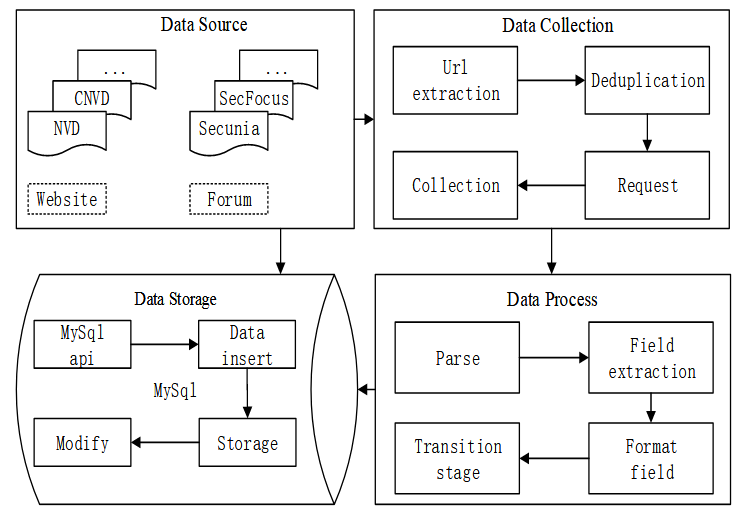 Data Source
...
CNVD
NVD
...
SecFocus
Secunia
Website
Forum
Data Collection
Url
extraction
Deduplication
Collection
Request
Data Storage
MySql
api
Data
insert
MySql
Modify
Storage
Data Process
Parse
Field
extraction
Transition
stage
Format
field